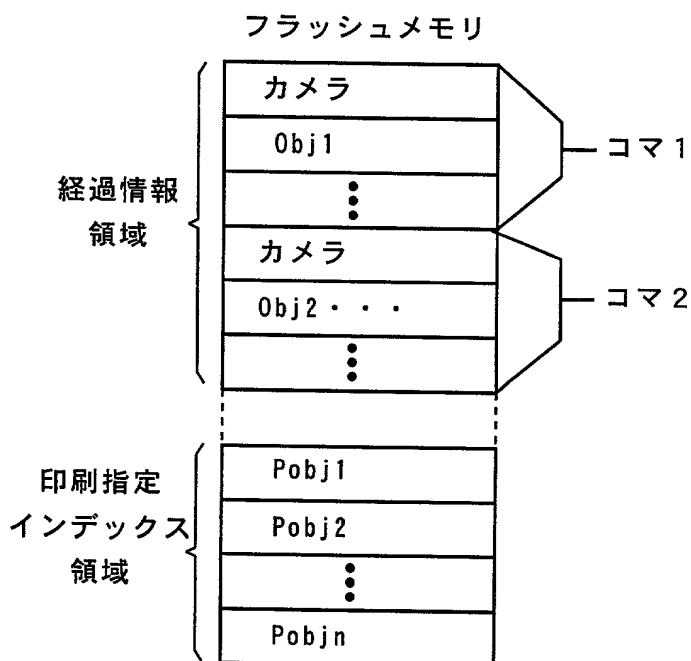 フラッシュメモリ
カメラ
Obj1
コマ1
経過情報
領域
カメラ
Obj2・・・
コマ2
印刷指定
インデックス
領域
Pobj1
Pobj2
Pobjn